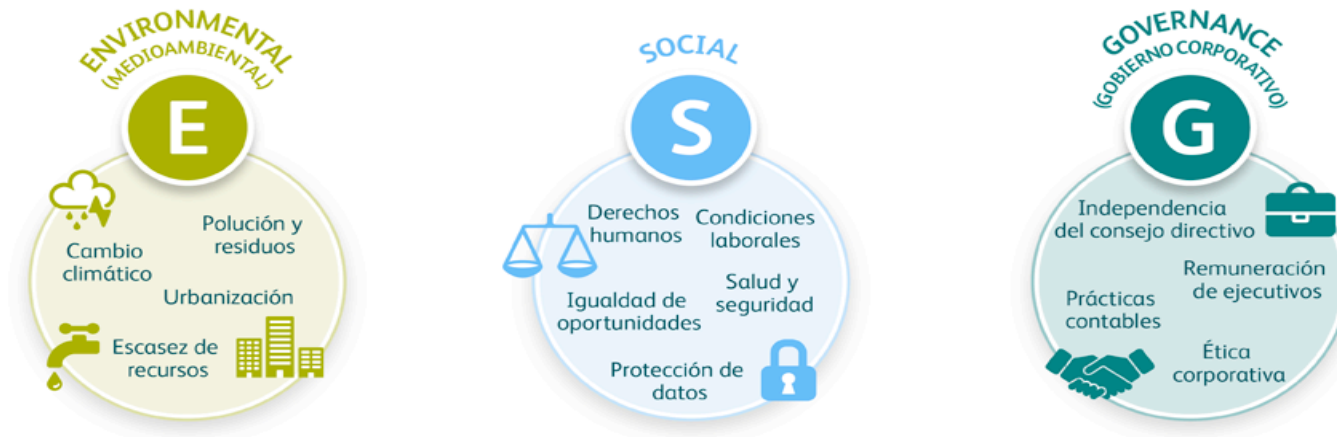 ENVIRONMENTAL
(MEDIOAMBIENTAL)
E
Cambio
climático
Polución y
residuos
Urbanización
Escasez de
recursos
SOCIAL
S
Derechos
humanos
Condiciones
laborales
Igualdad de
oportunidades
Salud y
seguridad
Protección de
datos
GOVERNANCE
(GOBIERNO CORPORATIVO)
G
Independencia
del consejo directivo
Remuneración
de ejecutivos
Prácticas
contables
Ética
corporativa